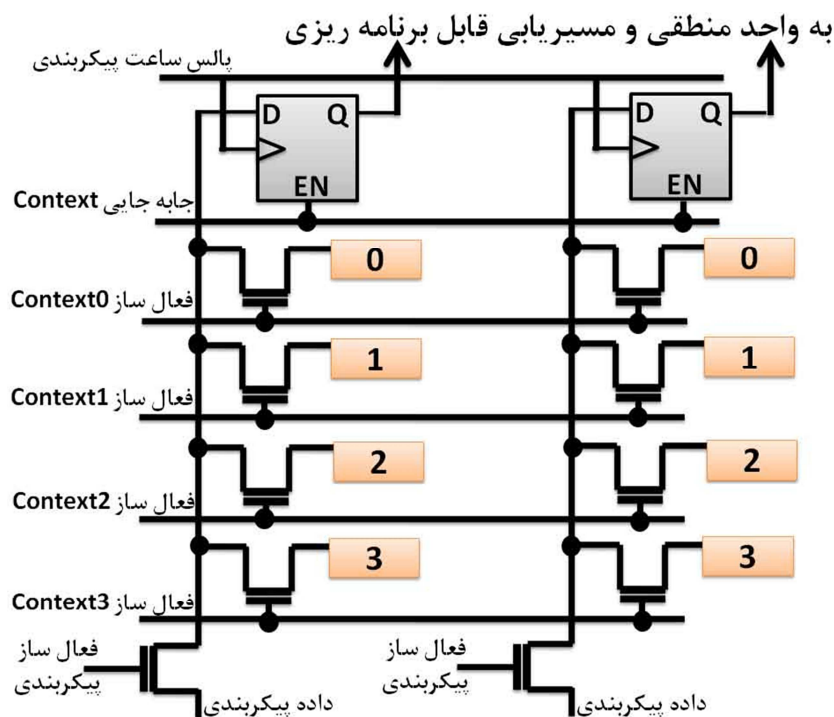 به واحد منطقی و مسیریابی قابل برنامه ریزی
پالس ساعت پیکربندی
D Q
EN
D Q
EN
جابه جایی Context
0
0
فعال ساز Context0
1
1
فعال ساز Context1
2
2
فعال ساز Context2
3
3
فعال ساز Context3
فعال ساز
پیکربندی
فعال ساز
پیکربندی
داده پیکربندی
داده پیکربندی